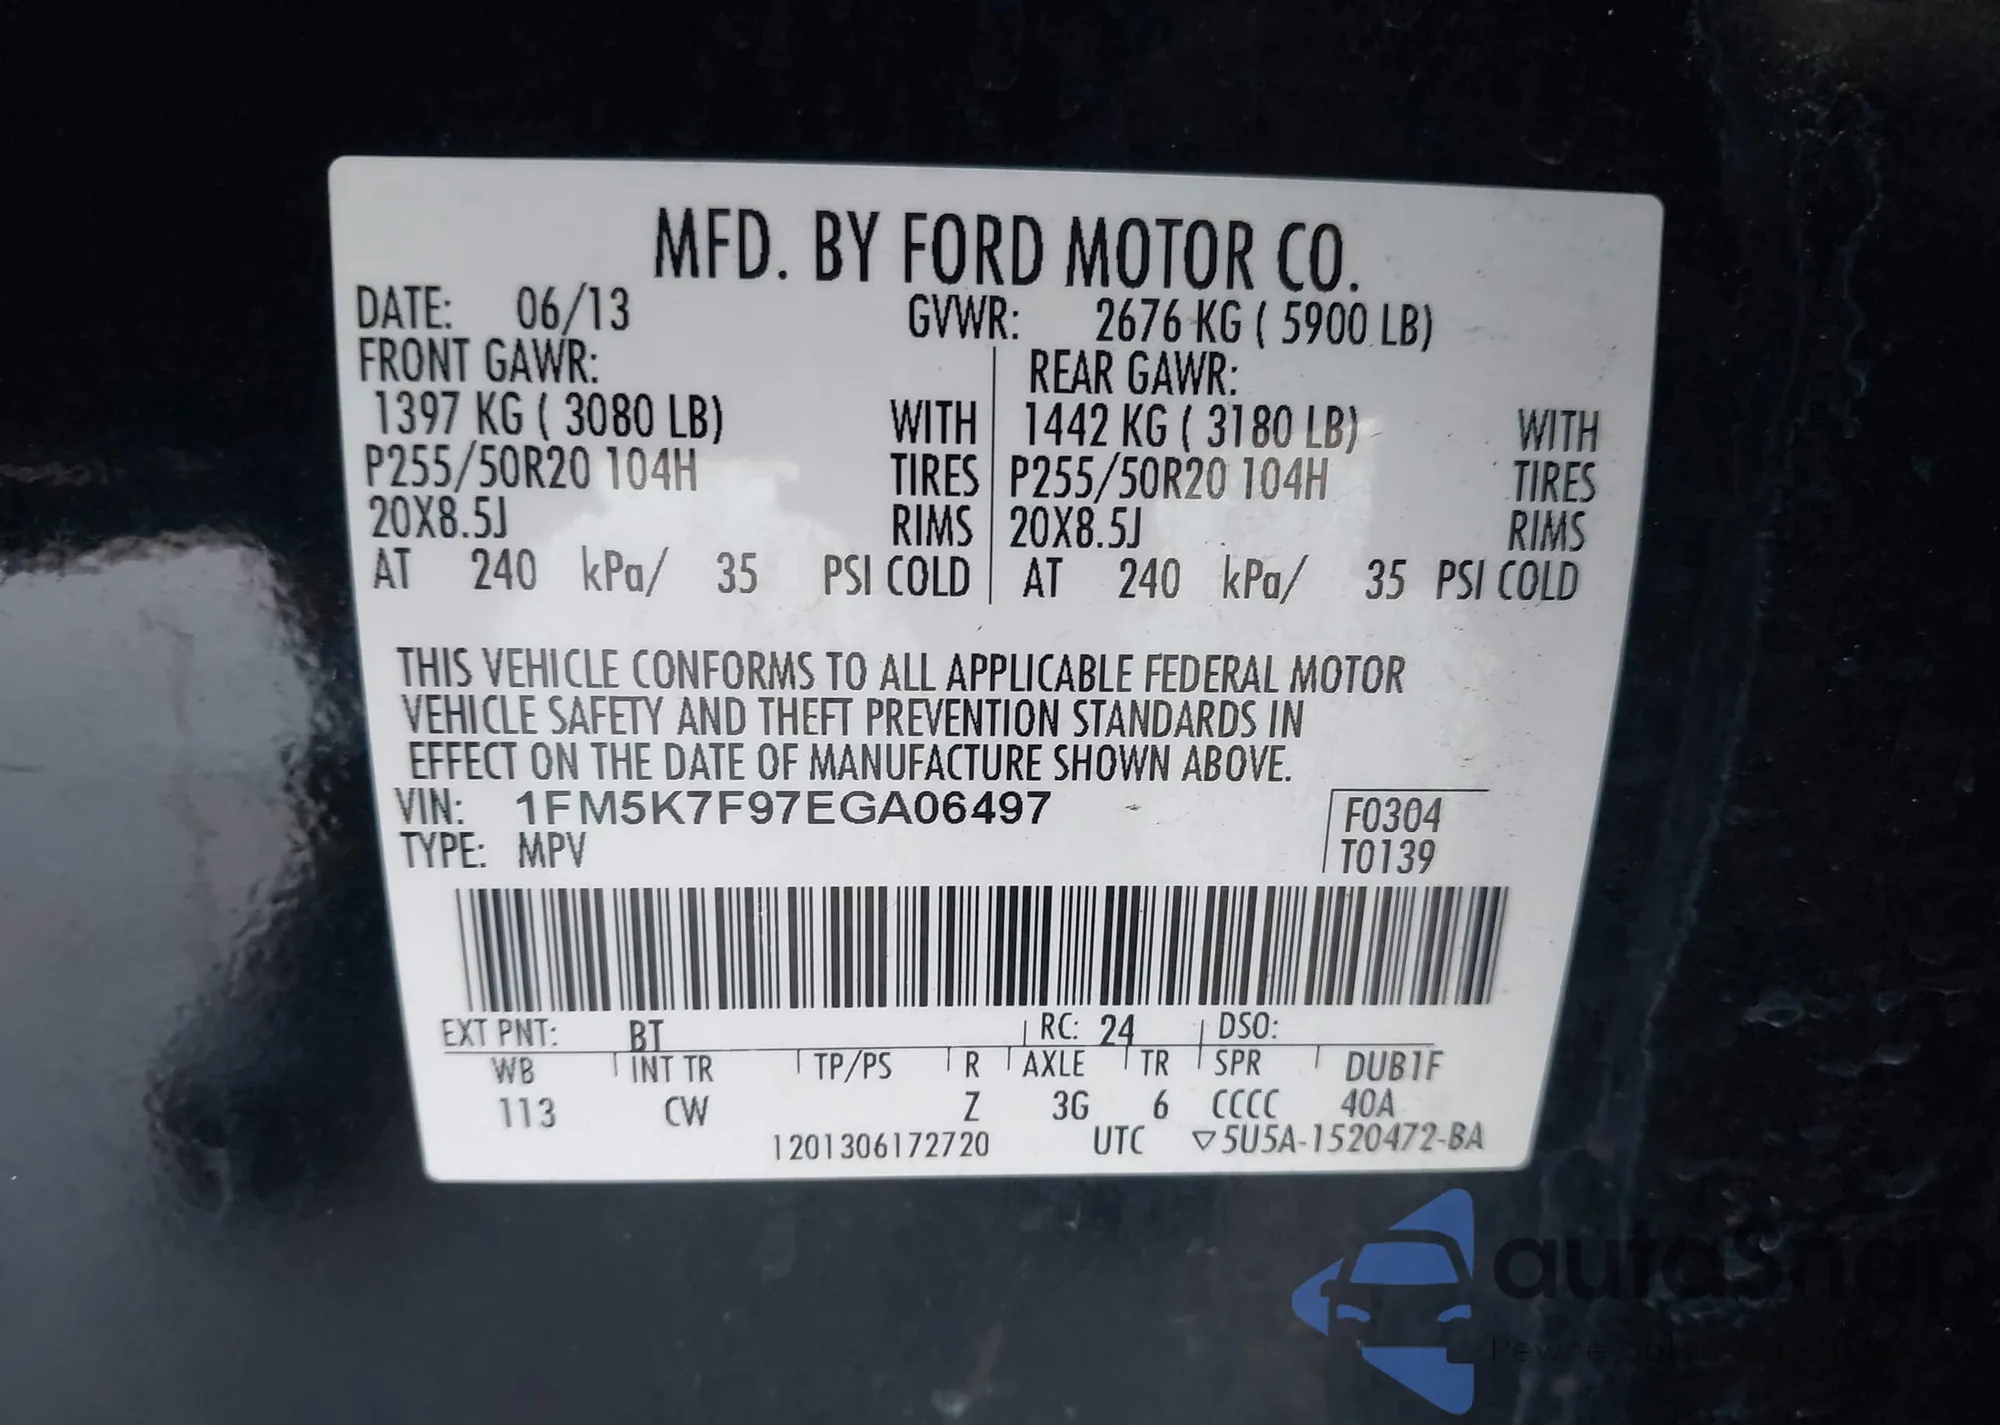 MFD. BY FORD MOTOR CO.
DATE: 06/13 GVWR: 2676 KG ( 5900 LB)
FRONT GAWR: REAR GAWR:
1397 KG ( 3080 LB) WITH 1442 KG ( 3180 LB) WITH
P255/50R20 104H TIRES P255/50R20 104H TIRES
20X8.5J RIMS 20X8.5J RIMS
AT 240 kPa/ 35 PSI COLD AT 240 kPa/ 35 PSI COLD
THIS VEHICLE CONFORMS TO ALL APPLICABLE FEDERAL MOTOR
VEHICLE SAFETY AND THEFT PREVENTION STANDARDS IN
EFFECT ON THE DATE OF MANUFACTURE SHOWN ABOVE.
VIN: 1FM5K7F97EGA06497 F0304
TYPE: MPV T0139
EXT PNT: BT RC: 24 DSO:
WB INT TR TP/PS R AXLE TR SPR DUB1F
113 CW Z 3G 6 CCCC 40A
1201306172720 UTC ▽5U5A-1520472-BA
auraShop